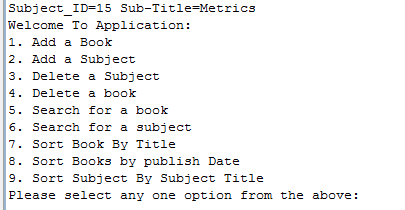 Subject_ID=15 Sub-Title=Metrics
Welcome To Application:
1. Add a Book
2. Add a Subject
3. Delete a Subject
4. Delete a book
5. Search for a book
6. Search for a subject
7. Sort Book By Title
8. Sort Books by publish Date
9. Sort Subject By Subject Title
Please select any one option from the above: